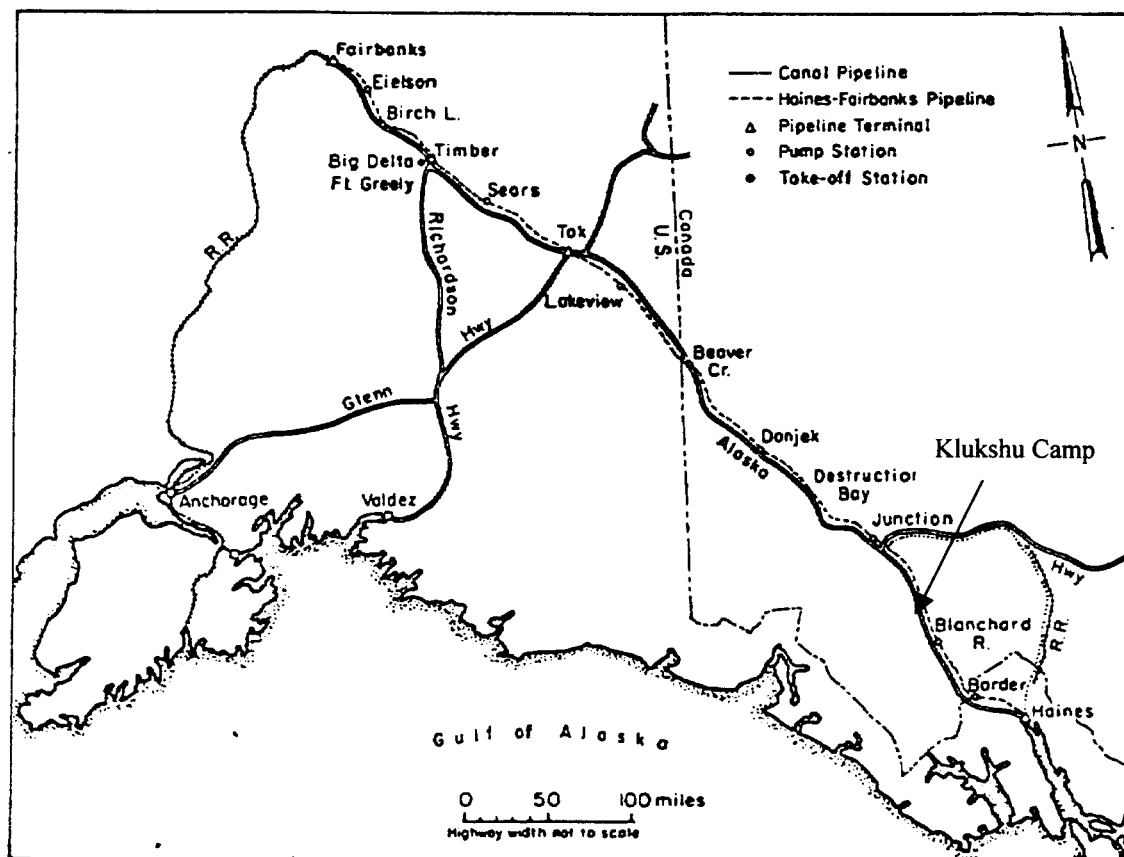 Fairbanks
Eielson
Birch L.
Timber
Big Delta
Ft. Greely
Sears
Tok
Lakeview
R.R.
Richardson
Hwy
Glenn
Hwy
Anchorage
Valdez
Canada
U.S.
Canal Pipeline
Haines-Fairbanks Pipeline
Pipeline Terminal
Pump Station
Take-off Station
N
Beaver
Cr.
Alaska
Donjek
Destruction
Bay
Klukshu Camp
Junction
Hwy
Blanchard
R.
R.R.
Border
Haines
Gulf of Alaska
0 50 100 miles
Highway width not to scale